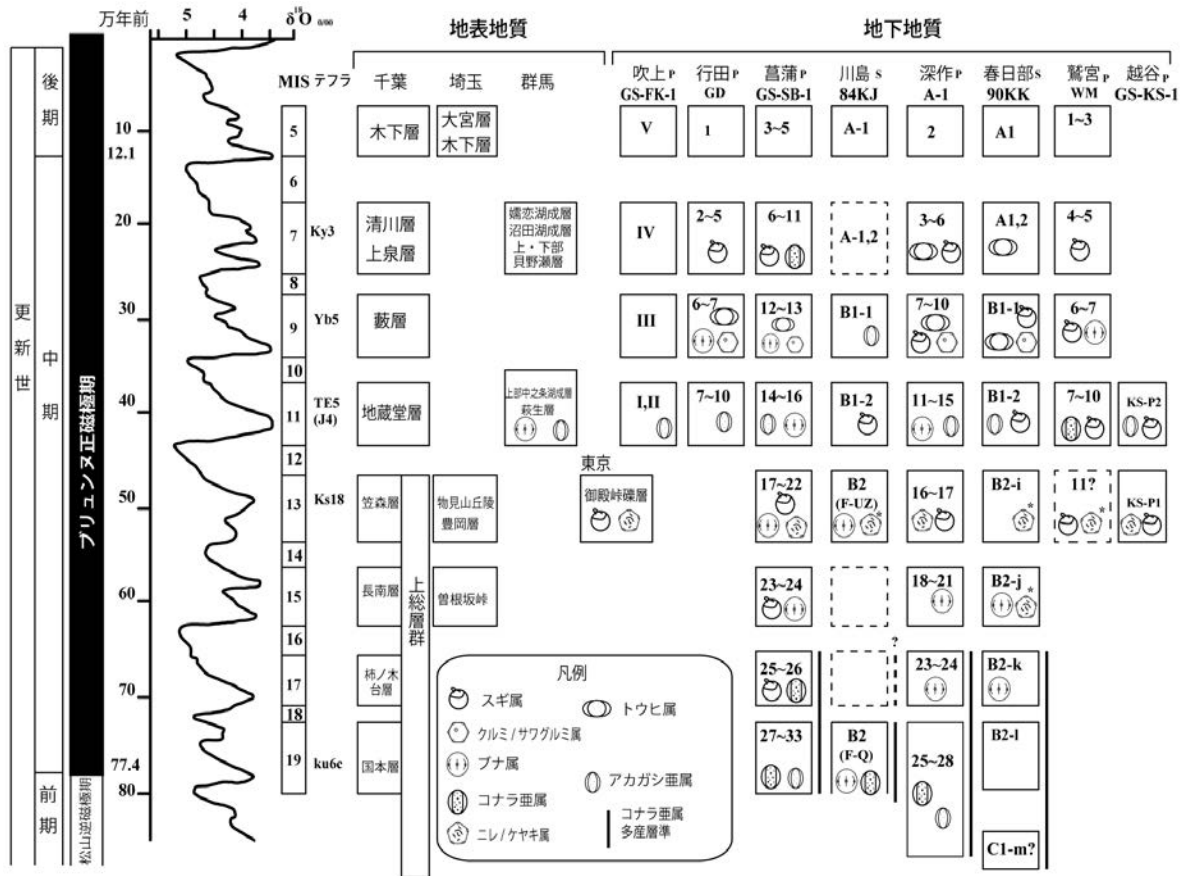 万年前
5 4 δ18O 0/00
地表地質
地下地質
MIS テフラ 千葉 埼玉 群馬
吹上 P 行田 P 菖蒲 P 川島 S 深作 P 春日部 S 鷲宮 P 越谷 P
GS-FK-1 GD GS-SB-1 84KJ A-1 90KK WM GS-KS-1
更新世
後期
中期
前期
ブリュンヌ正磁極期
松山逆磁極期
10
12.1
20
30
40
50
60
70
77.4
80
5
木下層
大宮層
木下層
V 1 3~5 A-1 2 A1 1~3
6
7 Ky3
清川層
上泉層
嬬恋湖成層
沼田湖成層
上・下部
貝野瀬層
IV 2~5 6~11 A-1,2 3~6 A1,2 4~5
8
9 Yb5
藪層
III 6~7 12~13 B1-1 7~10 B1-1 6~7
10
11 TE5
(J4)
地蔵堂層
上部中之条湖成層
萩生層
I,II 7~10 14~16 B1-2 11~15 B1-2 7~10 KS-P2
12
東京
13 Ks18
笠森層
物見山丘陵
豊岡層
御殿峠礫層
17~22 B2
(F-UZ)
* 16~17 B2-i
* 11?
* KS-P1
14
15
長南層
上総層群
曽根坂峠
23~24 18~21 B2-j
*
16
?
17
柿ノ木
台層
25~26 23~24 B2-k
18
19 ku6c
国本層
27~33 B2
(F-Q)
25~28 B2-l
C1-m?
凡例
スギ属
トウヒ属
クルミ / サワグルミ属
ブナ属
アカガシ亜属
コナラ亜属
ニレ / ケヤキ属
コナラ亜属
多産層準